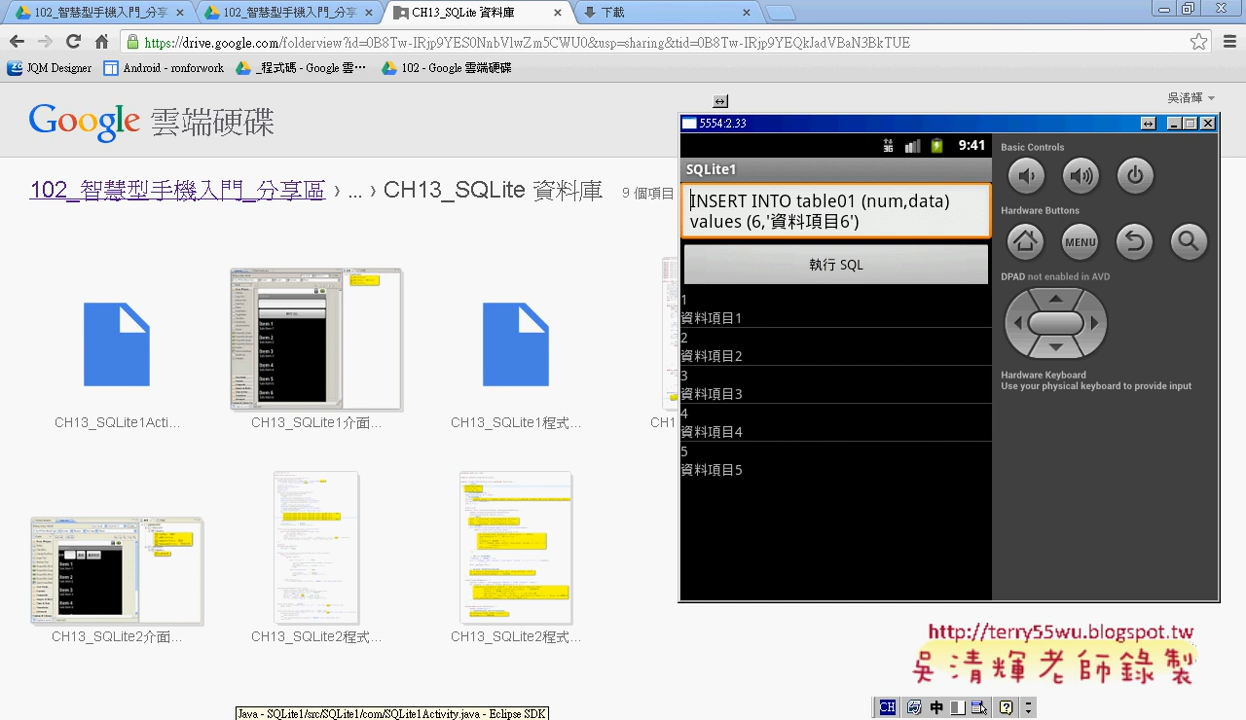 102_智慧型手機入門_分享
102_智慧型手機入門_分享
CH13_SQLite 資料庫
下載
https://drive.google.com/folderview?id=0B8Tw-IRjp9YES0NnbVlwZm5CWU0&usp=sharing&tid=0B8Tw-IRjp9YEQkJadVBaN3BkTUE
JQM Designer
Android - ronforwork
_程式碼 - Google 雲…
102 - Google 雲端硬碟
Google 雲端硬碟
102_智慧型手機入門_分享區 › ... › CH13_SQLite 資料庫
9 個項目
CH13_SQLite1Acti...
CH13_SQLite1介面...
CH13_SQLite1程式...
CH1
CH13_SQLite2介面...
CH13_SQLite2程式...
CH13_SQLite2程式...
5554:2.33
3G
9:41
SQLite1
INSERT INTO table01 (num,data)
values (6,'資料項目6')
執行 SQL
1
資料項目1
2
資料項目2
3
資料項目3
4
資料項目4
5
資料項目5
Basic Controls
Hardware Buttons
MENU
DPAD not enabled in AVD
Hardware Keyboard
Use your physical keyboard to provide input
http://terry55wu.blogspot.tw
吳清輝老師錄製
CH
中
Java - SQLite1/src/SQLite1/com/SQLite1Activity.java - Eclipse SDK